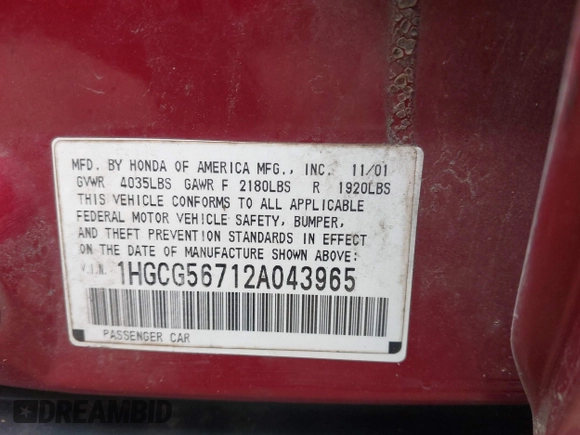 MFD. BY HONDA OF AMERICA MFG., INC. 11/01
GVWR 4035LBS GAWR F 2180LBS R 1920LBS
THIS VEHICLE CONFORMS TO ALL APPLICABLE
FEDERAL MOTOR VEHICLE SAFETY, BUMPER,
AND THEFT PREVENTION STANDARDS IN EFFECT
ON THE DATE OF MANUFACTURE SHOWN ABOVE:
V.I.N. 1HGCG56712A043965
PASSENGER CAR
DREAMBID